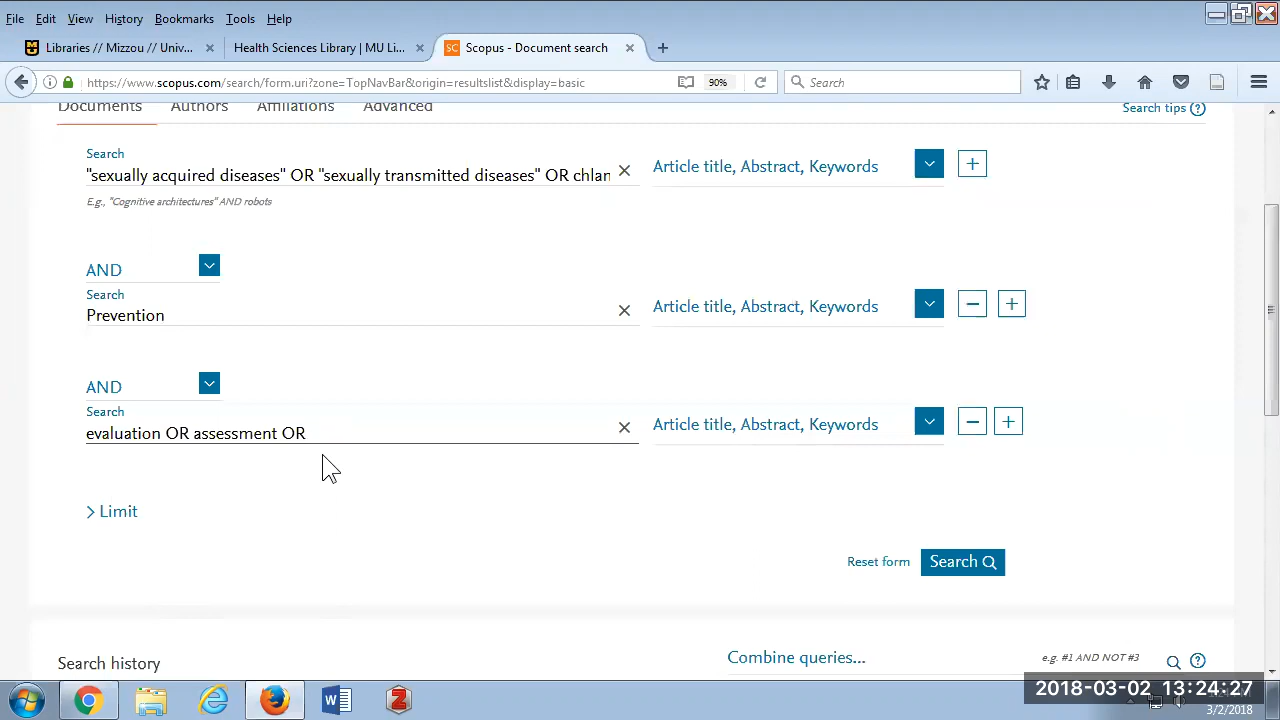 File Edit View History Bookmarks Tools Help
Libraries // Mizzou // Univ...
Health Sciences Library | MU Li...
SC Scopus - Document search
https://www.scopus.com/search/form.uri?zone=TopNavBar&origin=resultslist&display=basic
90%
Search
Documents Authors Affiliations Advanced
Search tips
Search
"sexually acquired diseases" OR "sexually transmitted diseases" OR chlan
Article title, Abstract, Keywords
E.g., "Cognitive architectures" AND robots
AND
Search
Prevention
Article title, Abstract, Keywords
AND
Search
evaluation OR assessment OR
Article title, Abstract, Keywords
Limit
Reset form
Search
Search history
Combine queries...
e.g. #1 AND NOT #3
2018-03-02 13:24:27
3/2/2018